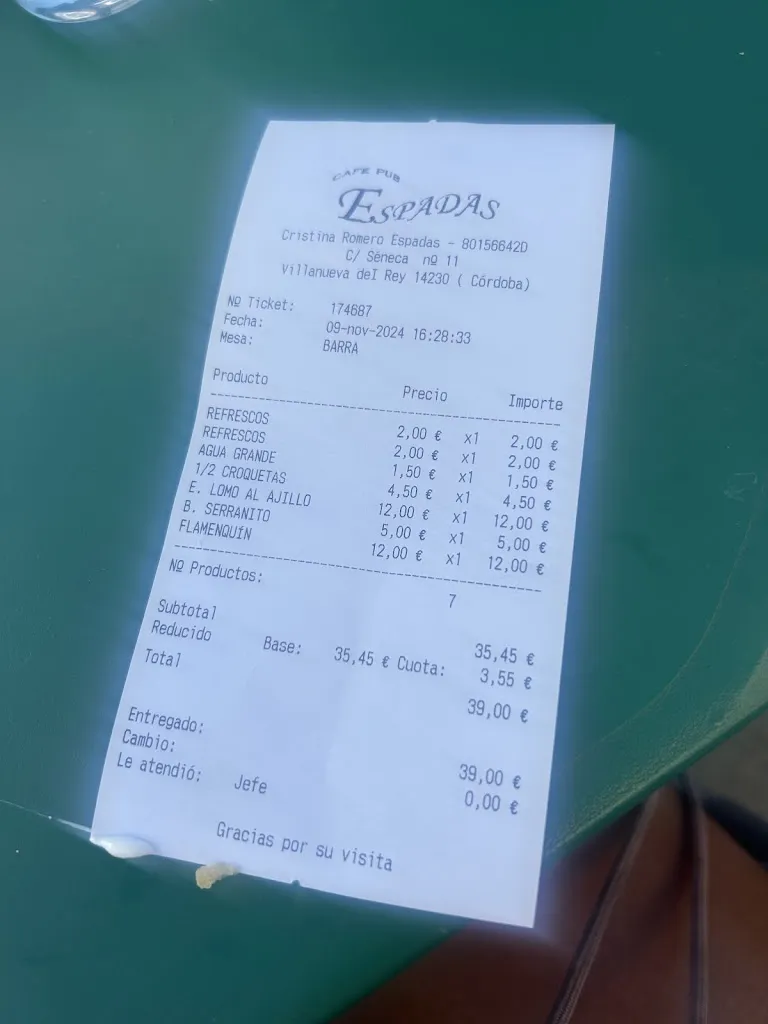 CAFE PUB
ESPADAS
Cristina Romero Espadas - 80156642D
C/ Séneca nº 11
Villanueva del Rey 14230 ( Córdoba)
Nº Ticket: 174687
Fecha: 09-nov-2024 16:28:33
Mesa: BARRA
Producto Precio Importe
REFRESCOS 2,00 € x1 2,00 €
REFRESCOS 2,00 € x1 2,00 €
AGUA GRANDE 1,50 € x1 1,50 €
1/2 CROQUETAS 4,50 € x1 4,50 €
E. LOMO AL AJILLO 12,00 € x1 12,00 €
B. SERRANITO 5,00 € x1 5,00 €
FLAMENQUÍN 12,00 € x1 12,00 €
Nº Productos: 7
Subtotal 35,45 €
Reducido Base: 35,45 € Cuota: 3,55 €
Total 39,00 €
Entregado: 39,00 €
Cambio: 0,00 €
Le atendió: Jefe
Gracias por su visita